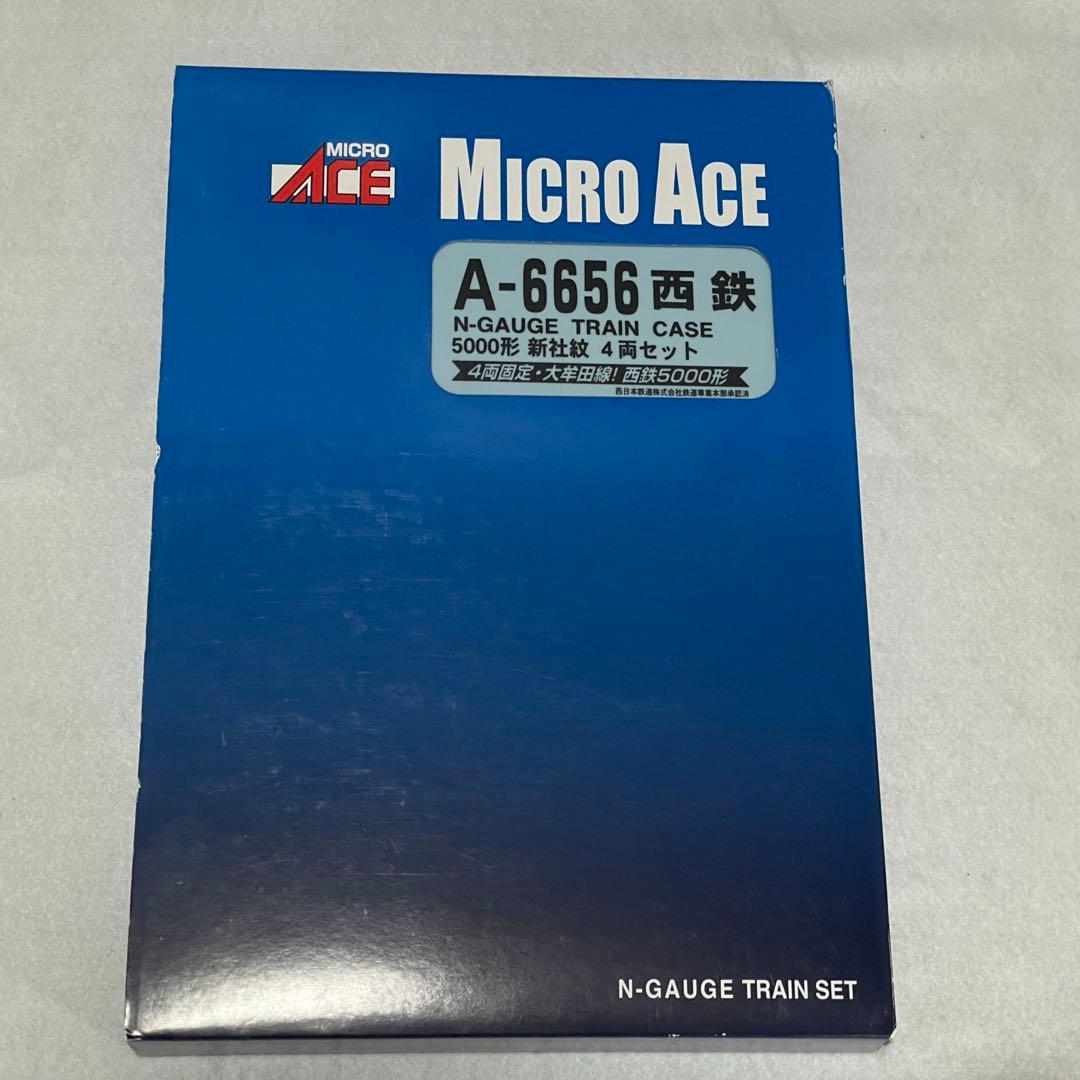 MICRO
ACE
MICRO ACE
A-6656 西鉄
N-GAUGE TRAIN CASE
5000形 新社紋 4両セット
4両固定・大牟田線! 西鉄5000形
西日本鉄道株式会社鉄道事業本部承認済
N-GAUGE TRAIN SET